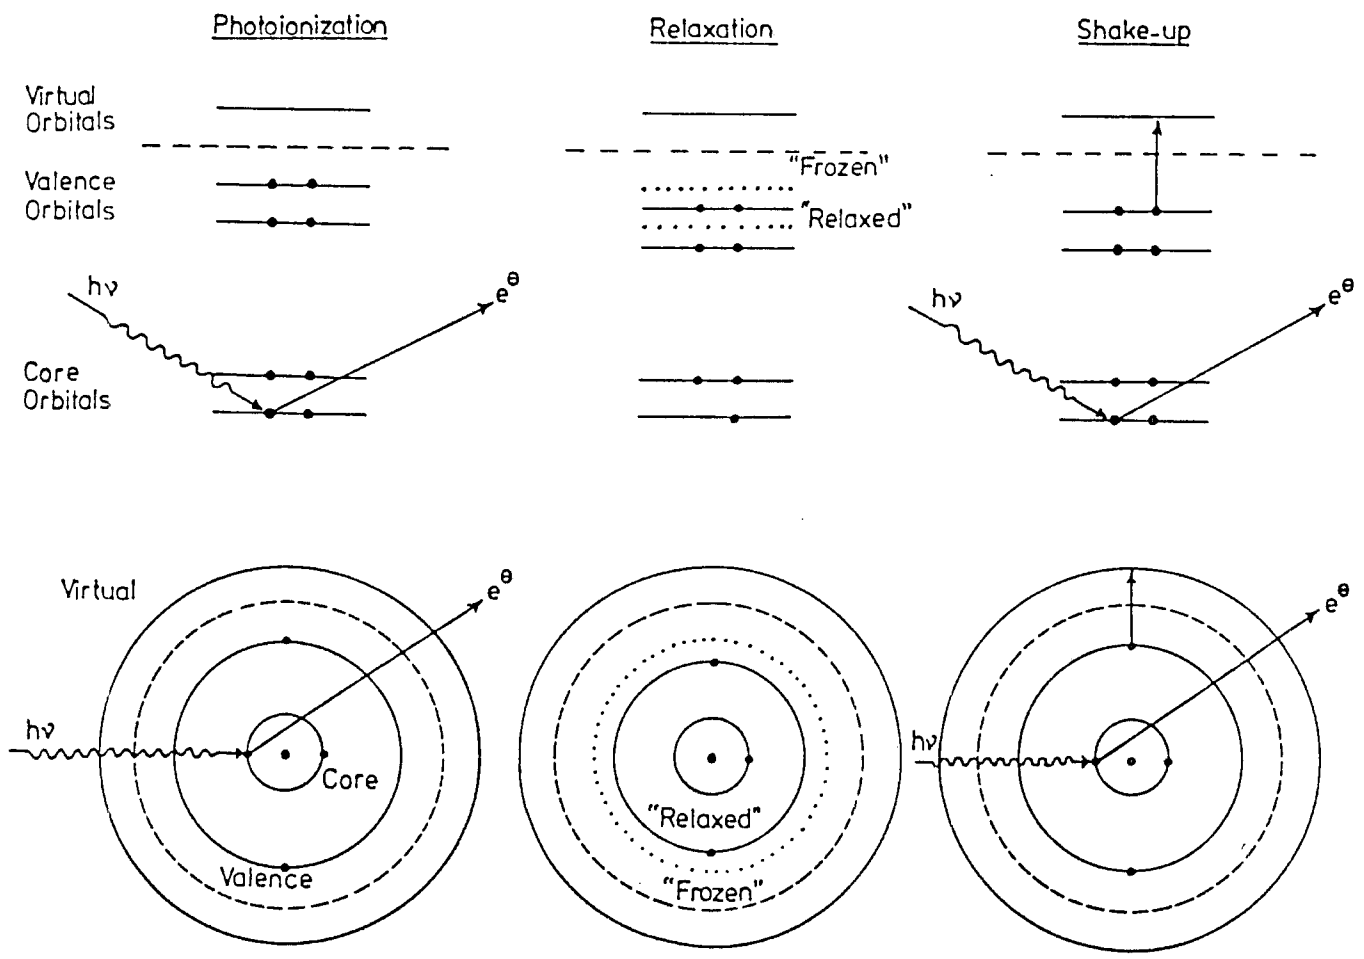 Photoionization
Relaxation
Shake-up
Virtual
Orbitals
Valence
Orbitals
"Frozen"
"Relaxed"
hν
e⊖
hν
e⊖
Core
Orbitals
Virtual
e⊖
e⊖
hν
hν
Core
"Relaxed"
Valence
"Frozen"